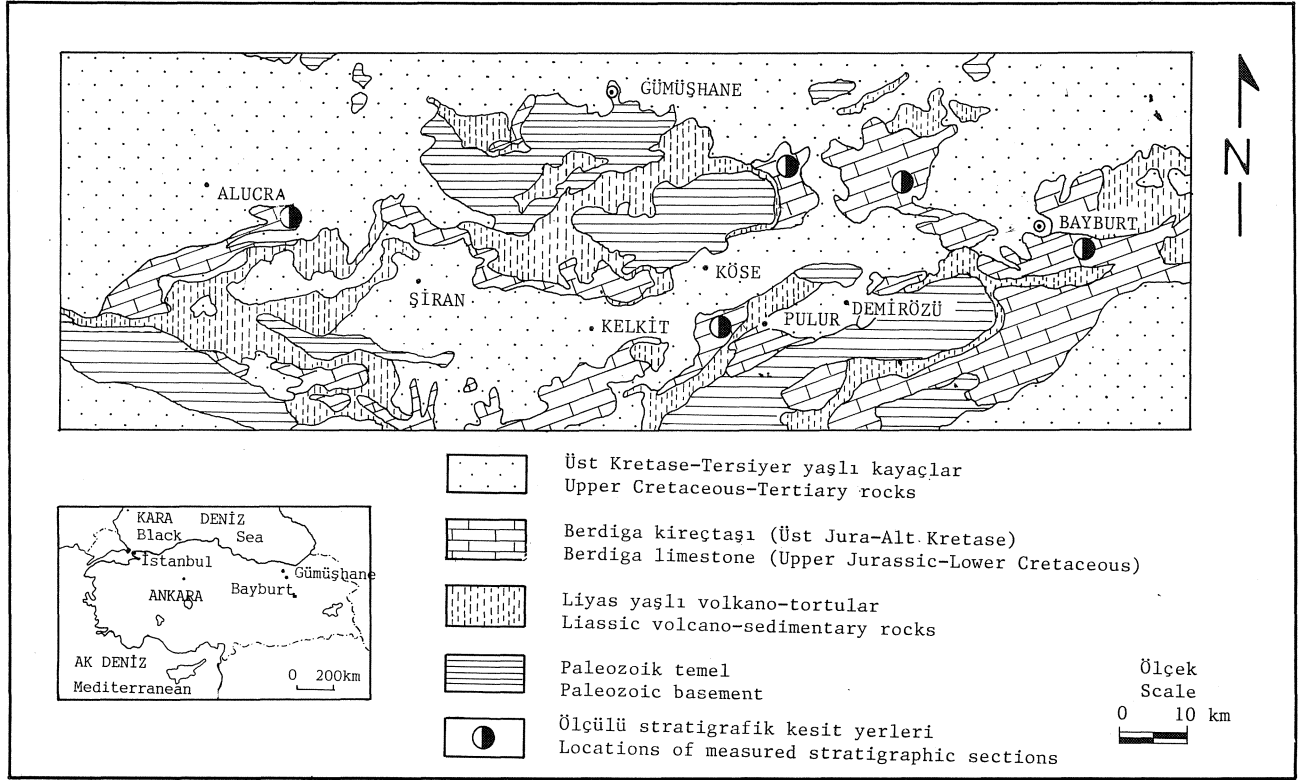 GÜMÜŞHANE
ALUCRA
BAYBURT
KÖSE
ŞİRAN
DEMİRÖZÜ
PULUR
KELKİT
N
Üst Kretase-Tersiyer yaşlı kayaçlar
Upper Cretaceous-Tertiary rocks
Berdiga kireçtaşı (Üst Jura-Alt Kretase)
Berdiga limestone (Upper Jurassic-Lower Cretaceous)
Liyas yaşlı volkano-tortular
Liassic volcano-sedimentary rocks
Paleozoik temel
Paleozoic basement
Ölçülü stratigrafik kesit yerleri
Locations of measured stratigraphic sections
KARA DENİZ
Black Sea
İstanbul
Gümüşhane
ANKARA
Bayburt
AK DENİZ
Mediterranean
0 200km
Ölçek
Scale
0 10 km